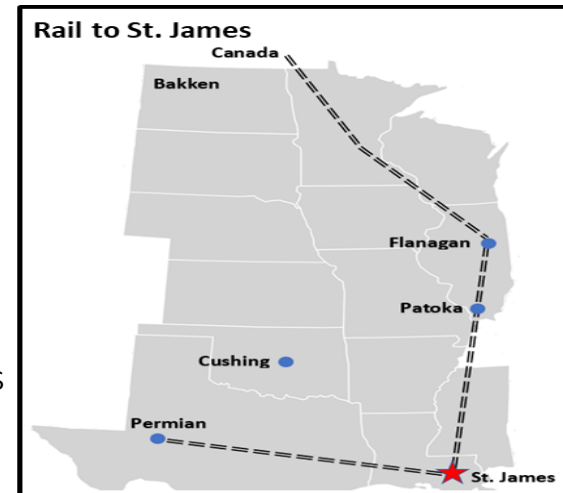 Rail to St. James
Canada
Bakken
Flanagan
Patoka
Cushing
Permian
St. James
s